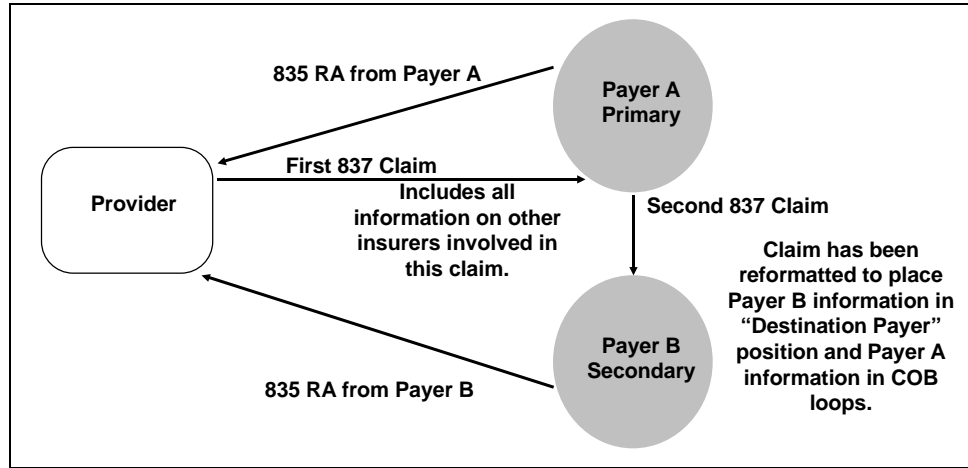 835 RA from Payer A
Payer A
Primary
First 837 Claim
Provider
Includes all
information on other
insurers involved in
this claim.
Second 837 Claim
Claim has been
reformatted to place
Payer B information in
“Destination Payer”
position and Payer A
information in COB
loops.
Payer B
Secondary
835 RA from Payer B